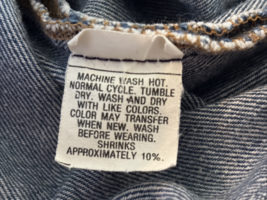 MACHINE WASH HOT.
NORMAL CYCLE. TUMBLE
DRY. WASH AND DRY
WITH LIKE COLORS.
COLOR MAY TRANSFER
WHEN NEW. WASH
BEFORE WEARING.
SHRINKS
APPROXIMATELY 10%.